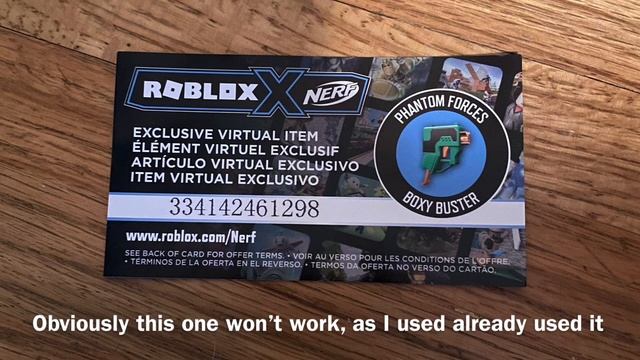 ROBLOX X NERF
EXCLUSIVE VIRTUAL ITEM
ÉLÉMENT VIRTUEL EXCLUSIF
ARTÍCULO VIRTUAL EXCLUSIVO
ITEM VIRTUAL EXCLUSIVO
PHANTOM FORCES
BOXY BUSTER
334142461298
www.roblox.com/Nerf
SEE BACK OF CARD FOR OFFER TERMS. • VOIR AU VERSO POUR LES CONDITIONS DE L'OFFRE.
• TÉRMINOS DE LA OFERTA EN EL REVERSO. • TERMOS DA OFERTA NO VERSO DO CARTÃO.
Obviously this one won't work, as I used already used it